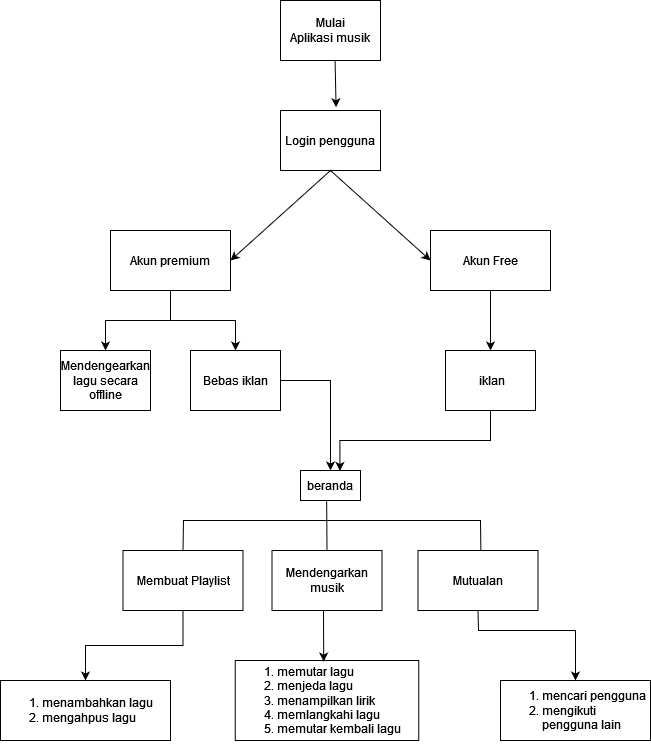 Mulai
Aplikasi musik
Login pengguna
Akun premium
Akun Free
Mendengearkan
lagu secara
offline
Bebas iklan
iklan
beranda
Membuat Playlist
Mendengarkan
musik
Mutualan
1. menambahkan lagu
2. mengahpus lagu
1. memutar lagu
2. menjeda lagu
3. menampilkan lirik
4. memlangkahi lagu
5. memutar kembali lagu
1. mencari pengguna
2. mengikuti
pengguna lain